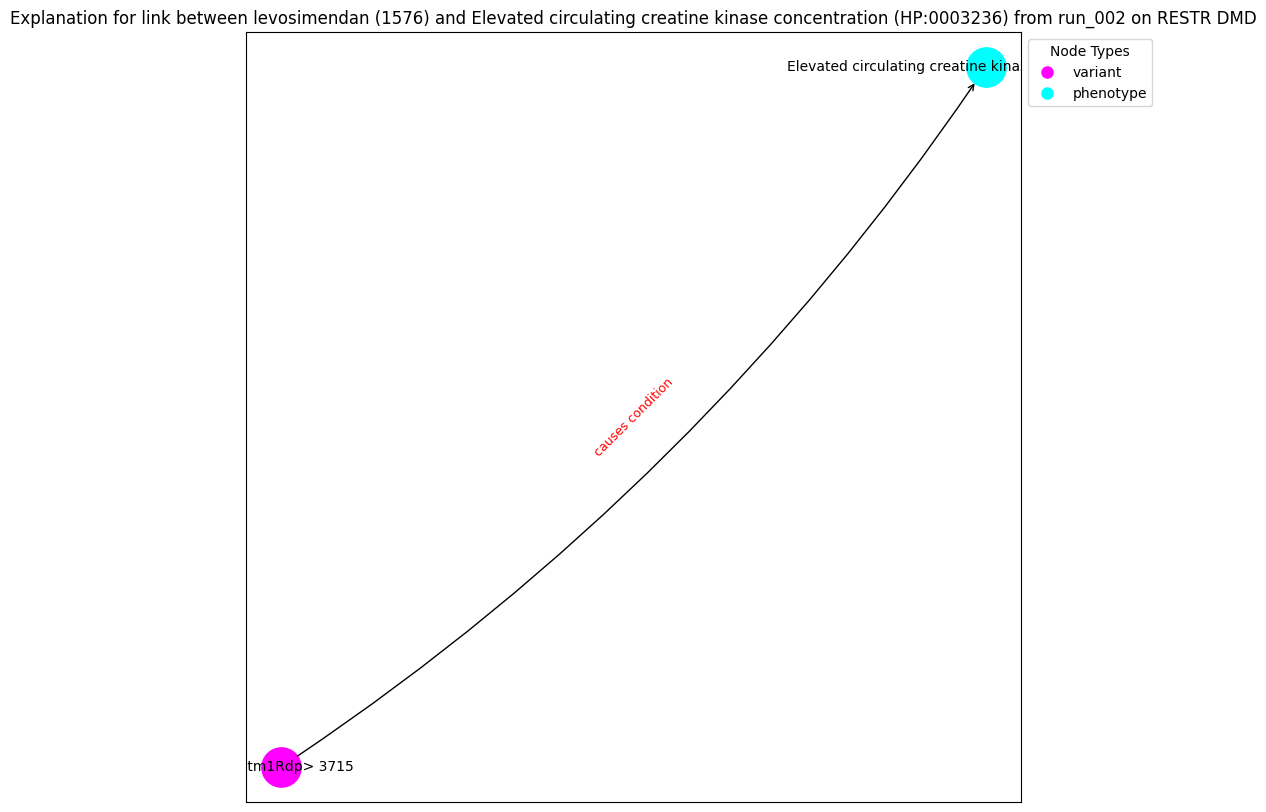 Explanation for link between levosimendan (1576) and Elevated circulating creatine kinase concentration (HP:0003236) from run_002 on RESTR DMD
Node Types
variant
phenotype
Elevated circulating creatine kina
causes condition
tm1Rdp> 3715